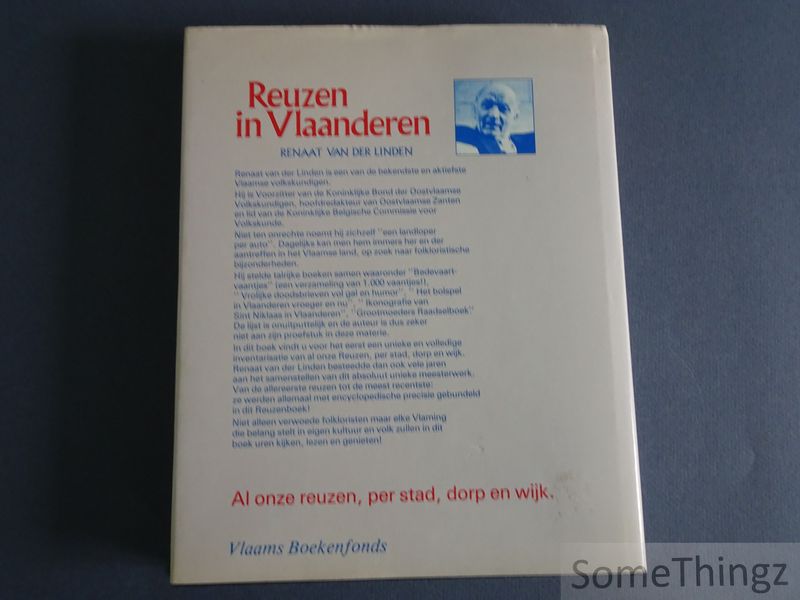 Reuzen
in Vlaanderen
RENAAT VAN DER LINDEN
Renaat van der Linden is een van de bekendste en aktiefste
Vlaamse volkskundigen.
Hij is Voorzitter van de Koninklijke Bond der Oostvlaamse
Volkskundigen, hoofdredakteur van Oostvlaamse Zanten
en lid van de Koninklijke Belgische Commissie voor
Volkskunde.
Niet ten onrechte noemt hij zichzelf "een landloper
per auto". Dagelijks kan men hem immers her en der
aantreffen in het Vlaamse land, op zoek naar folkloristische
bijzonderheden.
Hij stelde talrijke boeken samen waaronder "Bedevaart-
vaantjes" (een verzameling van 1.000 vaantjes!!),
"Vrolijke doodsbrieven vol gal en humor", "Het bolspel
in Vlaanderen vroeger en nu", "Ikonografie van
Sint Niklaas in Vlaanderen", "Grootmoeders Raadselboek"
De lijst is onuitputtelijk en de auteur is dus zeker
niet aan zijn proefstuk in deze materie.
In dit boek vindt u voor het eerst een unieke en volledige
inventarisatie van al onze Reuzen, per stad, dorp en wijk.
Renaat van der Linden besteedde dan ook vele jaren
aan het samenstellen van dit absoluut unieke meesterwerk.
Van de allereerste reuzen tot de meest recentste:
ze werden allemaal met encyclopedische precisie gebundeld
in dit Reuzenboek!
Niet alleen verwoede folkloristen maar elke Vlaming
die belang stelt in eigen kultuur en volk zullen in dit
boek uren kijken, lezen en genieten!
Al onze reuzen, per stad, dorp en wijk.
Vlaams Boekenfonds
SomeThingz